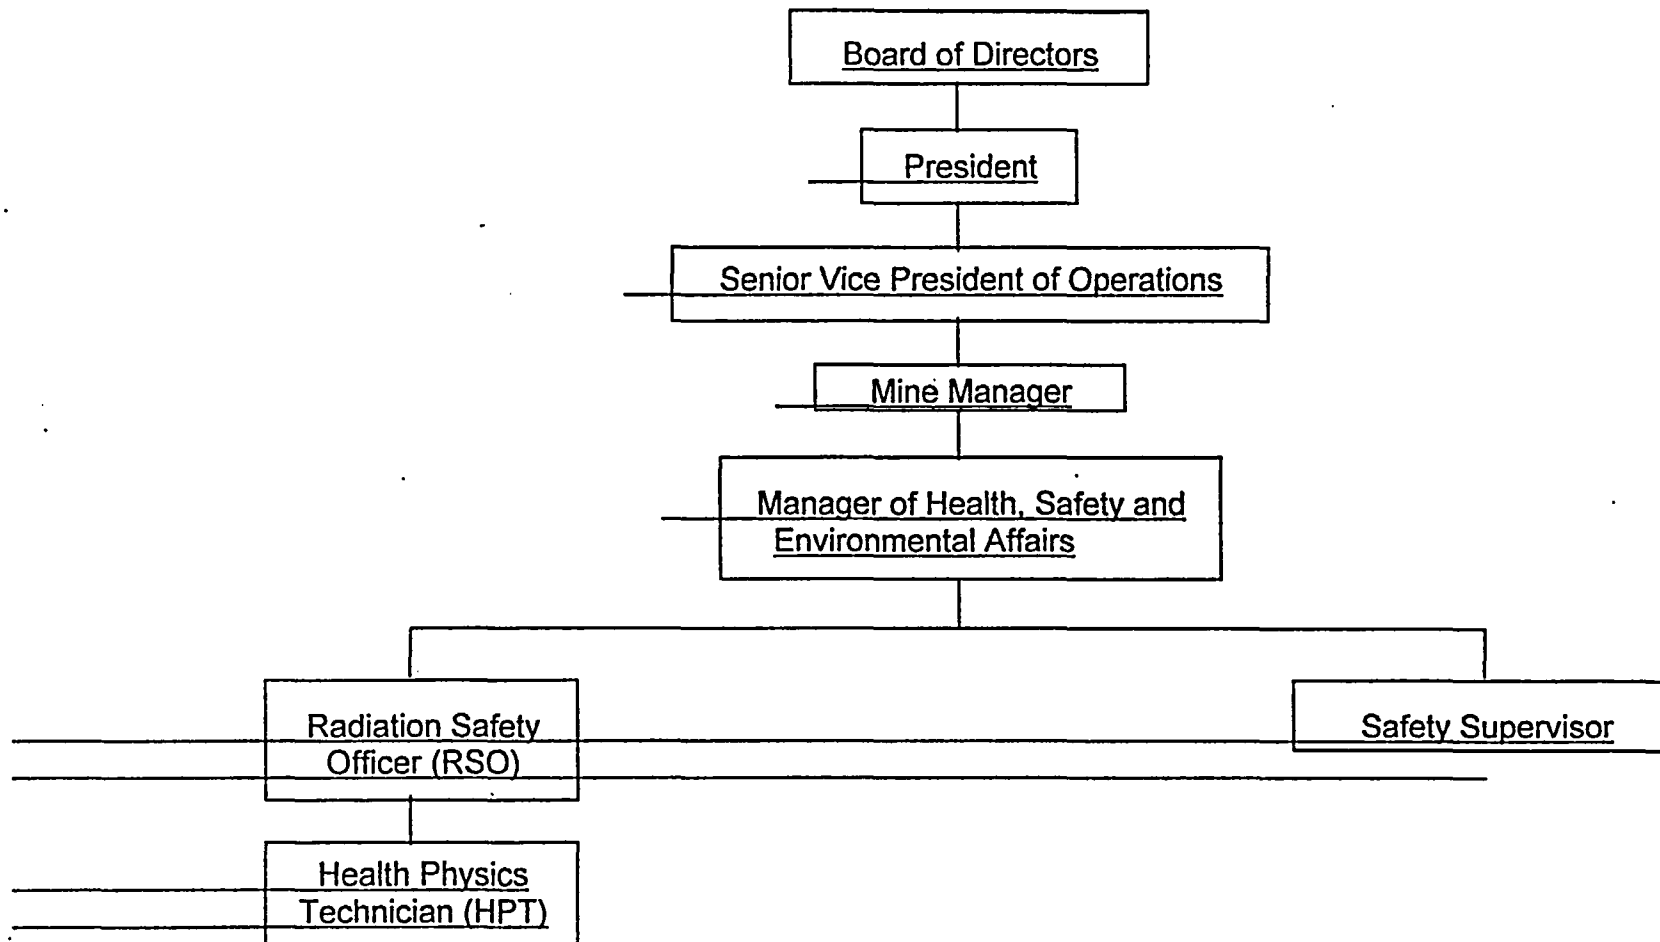 Board of Directors
President
Senior Vice President of Operations
Mine Manager
Manager of Health, Safety and
Environmental Affairs
Radiation Safety
Officer (RSO)
Safety Supervisor
Health Physics
Technician (HPT)